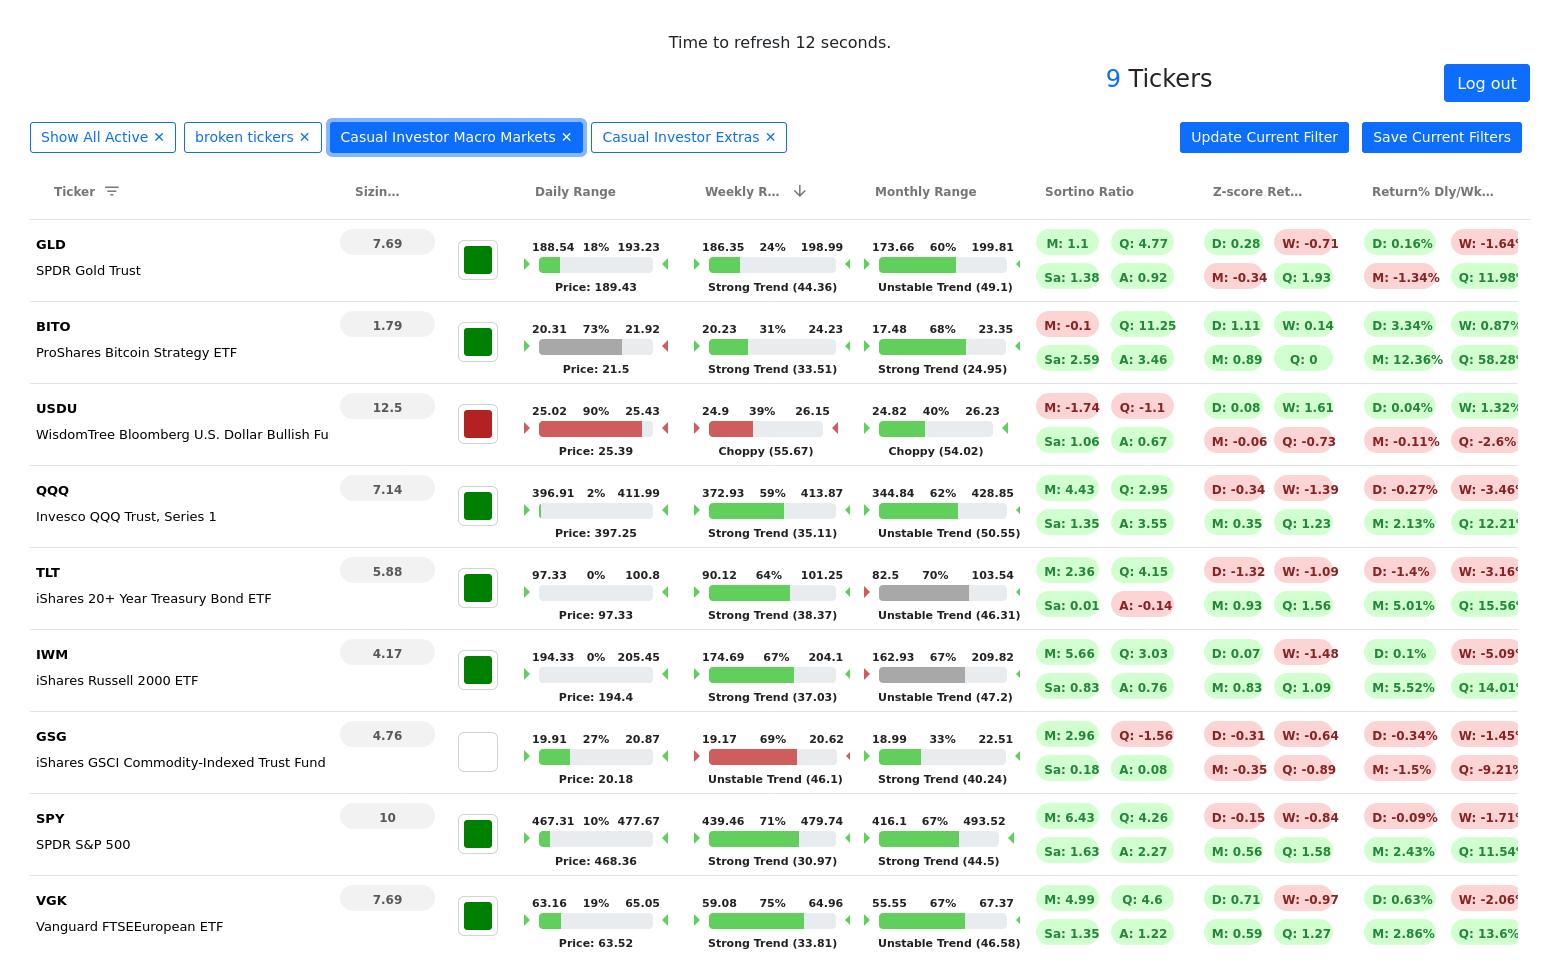 Time to refresh 12 seconds.
9 Tickers
Log out
Show All Active ✕ broken tickers ✕ Casual Investor Macro Markets ✕ Casual Investor Extras ✕ Update Current Filter Save Current Filters
Ticker Sizin… Daily Range Weekly R… Monthly Range Sortino Ratio Z-score Ret… Return% Dly/Wk…
GLD 7.69 188.54 18% 193.23 186.35 24% 198.99 173.66 60% 199.81 M: 1.1 Q: 4.77 D: 0.28 W: -0.71 D: 0.16% W: -1.64%
SPDR Gold Trust Price: 189.43 Strong Trend (44.36) Unstable Trend (49.1) Sa: 1.38 A: 0.92 M: -0.34 Q: 1.93 M: -1.34% Q: 11.98%
BITO 1.79 20.31 73% 21.92 20.23 31% 24.23 17.48 68% 23.35 M: -0.1 Q: 11.25 D: 1.11 W: 0.14 D: 3.34% W: 0.87%
ProShares Bitcoin Strategy ETF Price: 21.5 Strong Trend (33.51) Strong Trend (24.95) Sa: 2.59 A: 3.46 M: 0.89 Q: 0 M: 12.36% Q: 58.28%
USDU 12.5 25.02 90% 25.43 24.9 39% 26.15 24.82 40% 26.23 M: -1.74 Q: -1.1 D: 0.08 W: 1.61 D: 0.04% W: 1.32%
WisdomTree Bloomberg U.S. Dollar Bullish Fu Price: 25.39 Choppy (55.67) Choppy (54.02) Sa: 1.06 A: 0.67 M: -0.06 Q: -0.73 M: -0.11% Q: -2.6%
QQQ 7.14 396.91 2% 411.99 372.93 59% 413.87 344.84 62% 428.85 M: 4.43 Q: 2.95 D: -0.34 W: -1.39 D: -0.27% W: -3.46%
Invesco QQQ Trust, Series 1 Price: 397.25 Strong Trend (35.11) Unstable Trend (50.55) Sa: 1.35 A: 3.55 M: 0.35 Q: 1.23 M: 2.13% Q: 12.21%
TLT 5.88 97.33 0% 100.8 90.12 64% 101.25 82.5 70% 103.54 M: 2.36 Q: 4.15 D: -1.32 W: -1.09 D: -1.4% W: -3.16%
iShares 20+ Year Treasury Bond ETF Price: 97.33 Strong Trend (38.37) Unstable Trend (46.31) Sa: 0.01 A: -0.14 M: 0.93 Q: 1.56 M: 5.01% Q: 15.56%
IWM 4.17 194.33 0% 205.45 174.69 67% 204.1 162.93 67% 209.82 M: 5.66 Q: 3.03 D: 0.07 W: -1.48 D: 0.1% W: -5.09%
iShares Russell 2000 ETF Price: 194.4 Strong Trend (37.03) Unstable Trend (47.2) Sa: 0.83 A: 0.76 M: 0.83 Q: 1.09 M: 5.52% Q: 14.01%
GSG 4.76 19.91 27% 20.87 19.17 69% 20.62 18.99 33% 22.51 M: 2.96 Q: -1.56 D: -0.31 W: -0.64 D: -0.34% W: -1.45%
iShares GSCI Commodity-Indexed Trust Fund Price: 20.18 Unstable Trend (46.1) Strong Trend (40.24) Sa: 0.18 A: 0.08 M: -0.35 Q: -0.89 M: -1.5% Q: -9.21%
SPY 10 467.31 10% 477.67 439.46 71% 479.74 416.1 67% 493.52 M: 6.43 Q: 4.26 D: -0.15 W: -0.84 D: -0.09% W: -1.71%
SPDR S&P 500 Price: 468.36 Strong Trend (30.97) Strong Trend (44.5) Sa: 1.63 A: 2.27 M: 0.56 Q: 1.58 M: 2.43% Q: 11.54%
VGK 7.69 63.16 19% 65.05 59.08 75% 64.96 55.55 67% 67.37 M: 4.99 Q: 4.6 D: 0.71 W: -0.97 D: 0.63% W: -2.06%
Vanguard FTSEEuropean ETF Price: 63.52 Strong Trend (33.81) Unstable Trend (46.58) Sa: 1.35 A: 1.22 M: 0.59 Q: 1.27 M: 2.86% Q: 13.6%